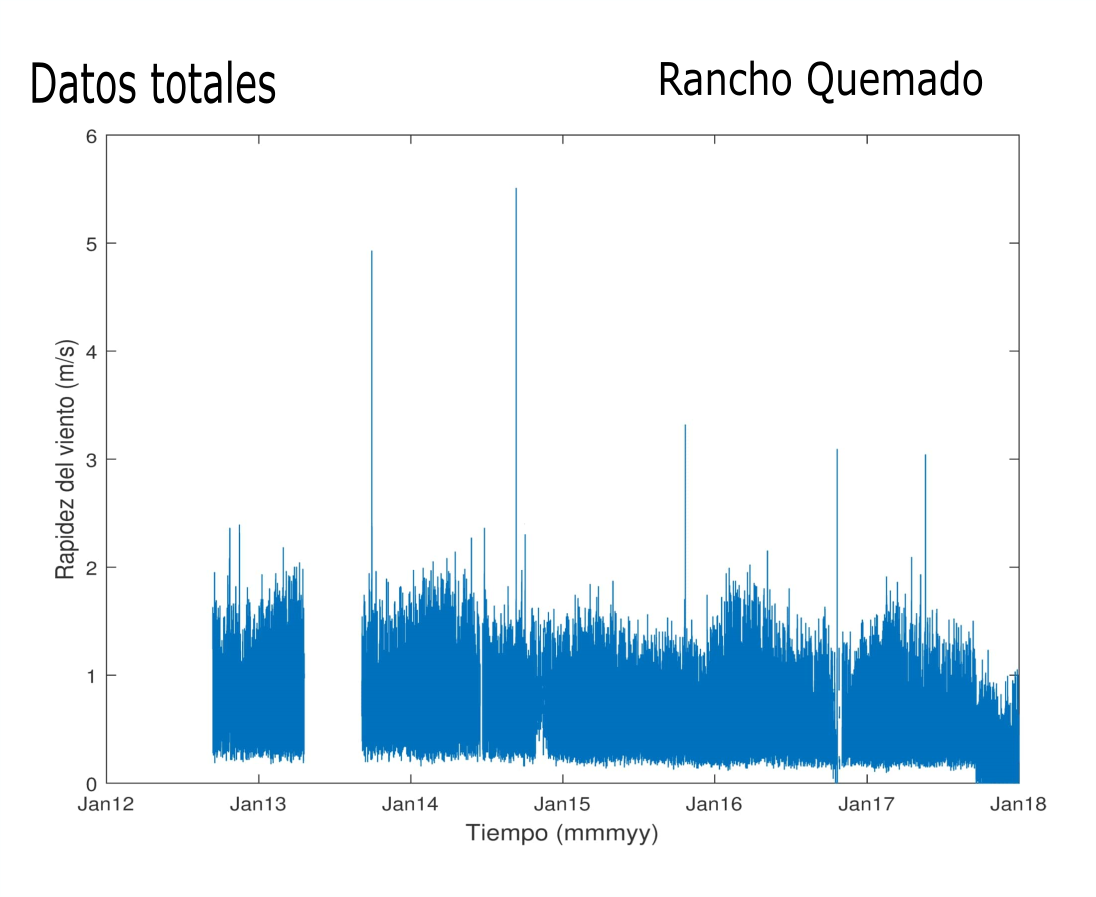 Datos totales
Rancho Quemado
6
5
4
3
2
1
0
Rapidez del viento (m/s)
Jan12 Jan13 Jan14 Jan15 Jan16 Jan17 Jan18
Tiempo (mmmyy)